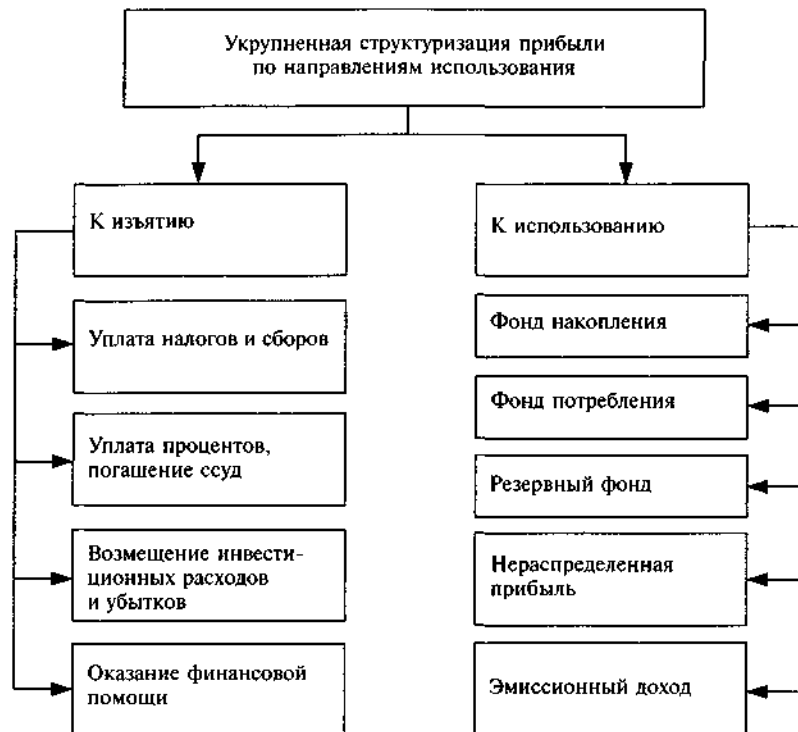 Укрупненная структуризация прибыли
по направлениям использования
К изъятию
Уплата налогов и сборов
Уплата процентов,
погашение ссуд
Возмещение инвести-
ционных расходов
и убытков
Оказание финансовой
помощи
К использованию
Фонд накопления
Фонд потребления
Резервный фонд
Нераспределенная
прибыль
Эмиссионный доход